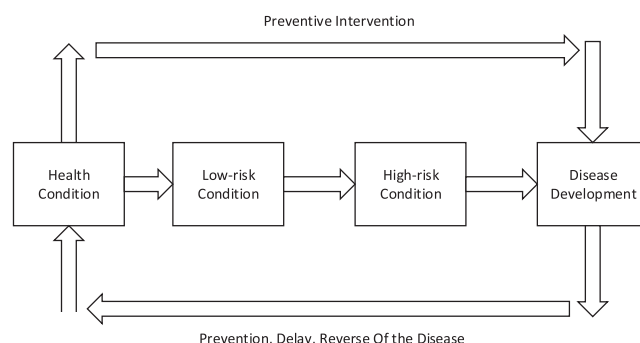 Preventive Intervention
Health
Condition
Low-risk
Condition
High-risk
Condition
Disease
Development
Prevention, Delay, Reverse Of the Disease